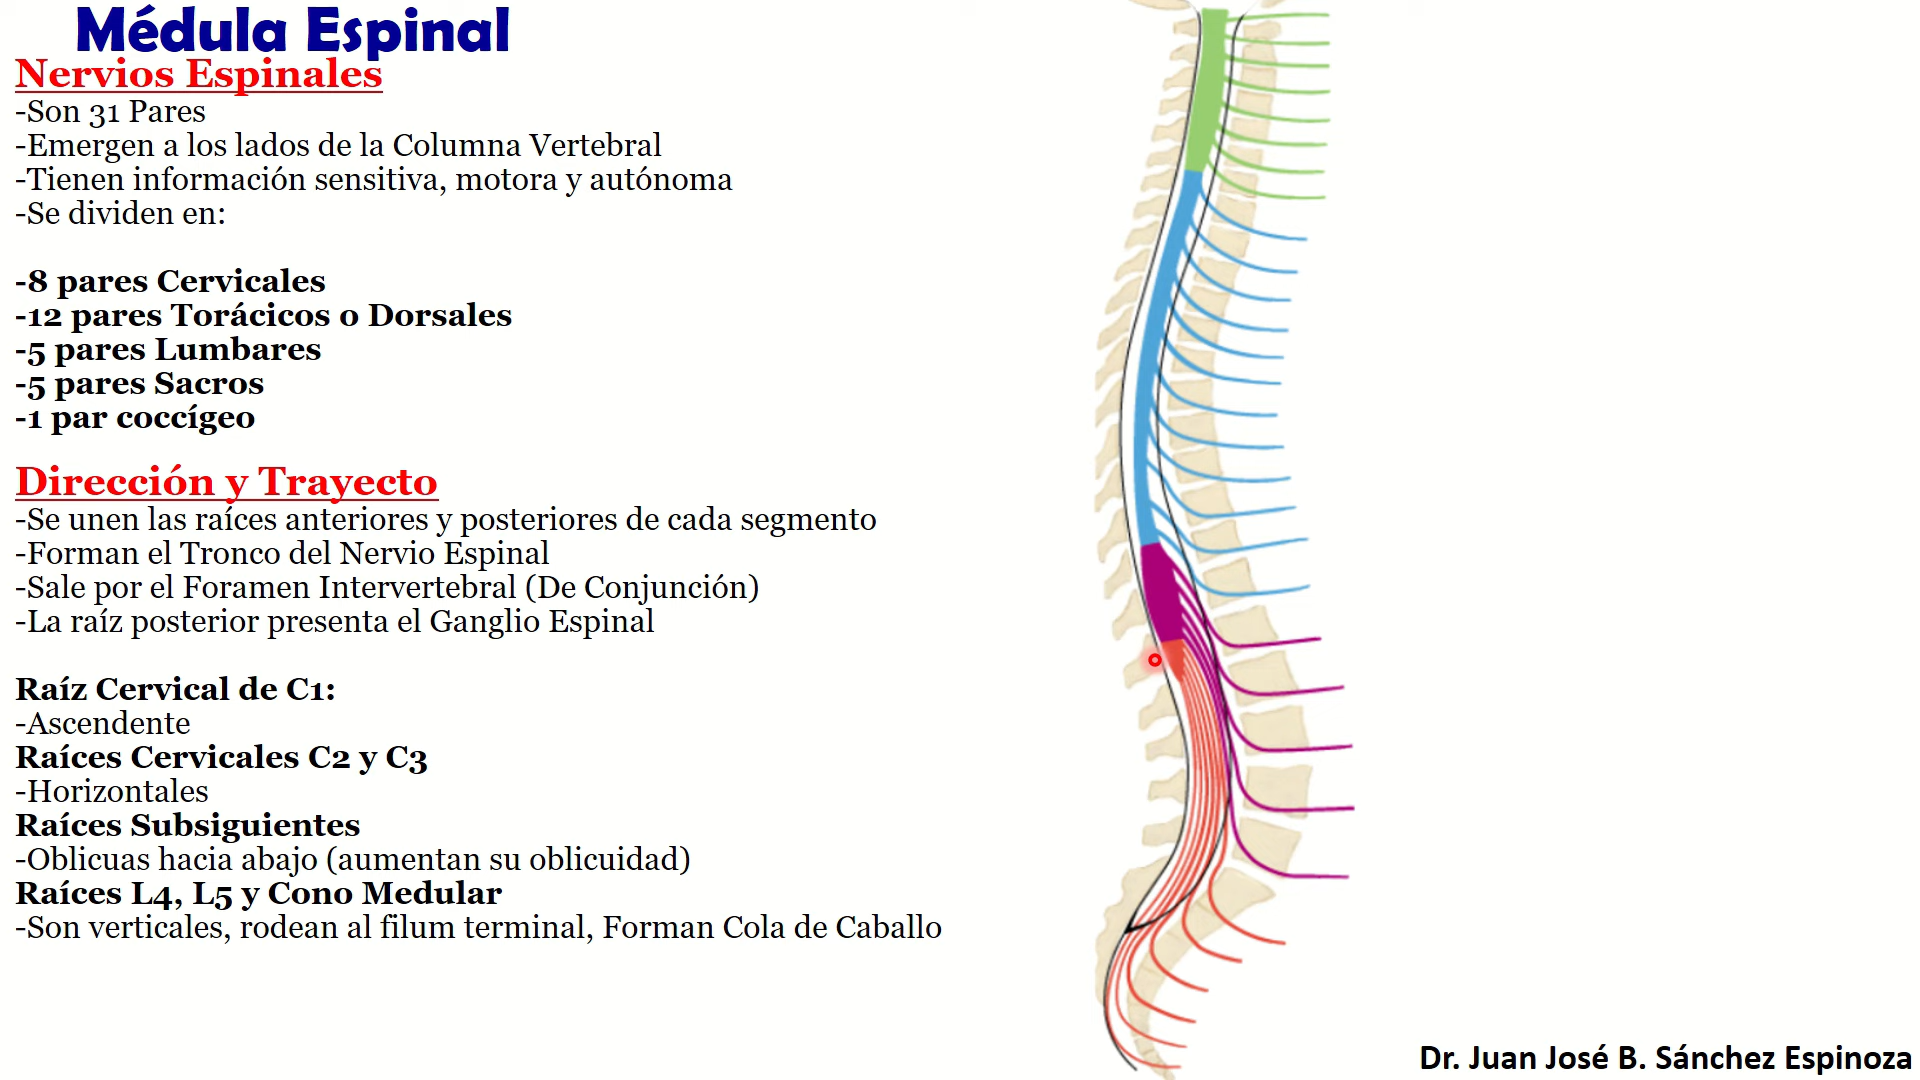 Médula Espinal
Nervios Espinales
-Son 31 Pares
-Emergen a los lados de la Columna Vertebral
-Tienen información sensitiva, motora y autónoma
-Se dividen en:
-8 pares Cervicales
-12 pares Torácicos o Dorsales
-5 pares Lumbares
-5 pares Sacros
-1 par coccígeo
Dirección y Trayecto
-Se unen las raíces anteriores y posteriores de cada segmento
-Forman el Tronco del Nervio Espinal
-Sale por el Foramen Intervertebral (De Conjunción)
-La raíz posterior presenta el Ganglio Espinal
Raíz Cervical de C1:
-Ascendente
Raíces Cervicales C2 y C3
-Horizontales
Raíces Subsiguientes
-Oblicuas hacia abajo (aumentan su oblicuidad)
Raíces L4, L5 y Cono Medular
-Son verticales, rodean al filum terminal, Forman Cola de Caballo
Dr. Juan José B. Sánchez Espinoza